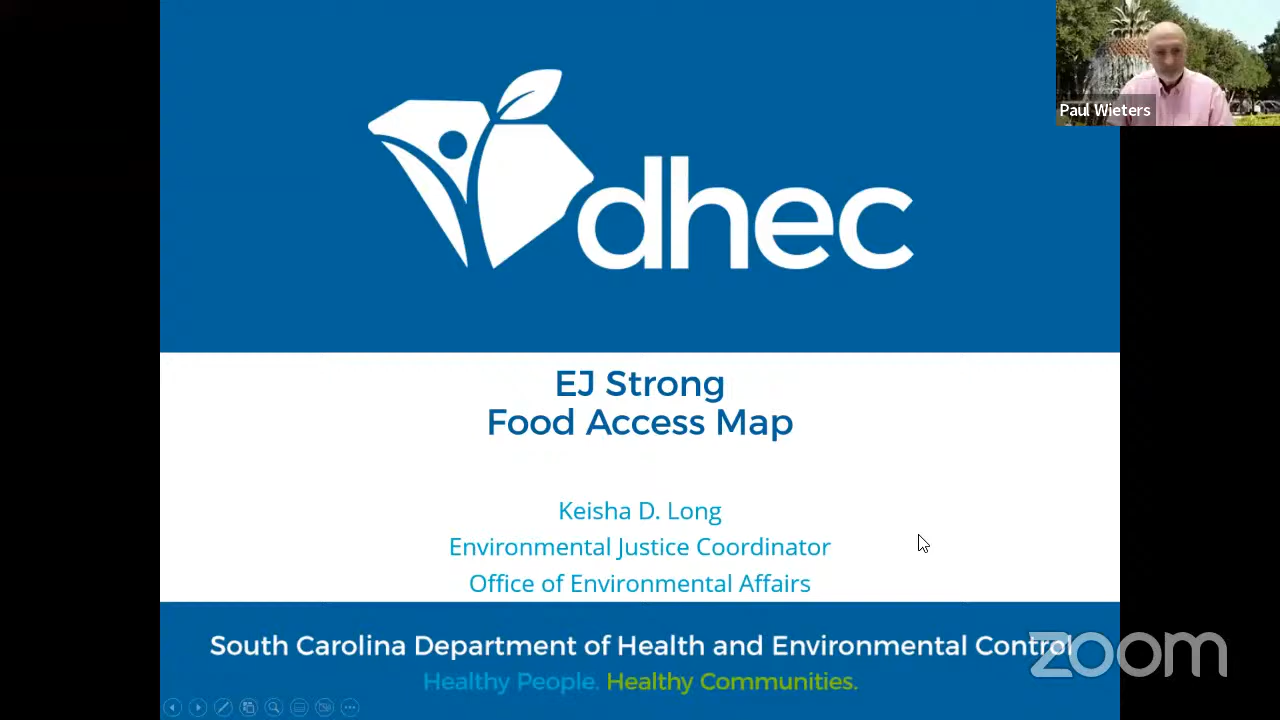 Paul Wieters
dhec
EJ Strong
Food Access Map
Keisha D. Long
Environmental Justice Coordinator
Office of Environmental Affairs
South Carolina Department of Health and Environmental Control
Healthy People. Healthy Communities.
zoom